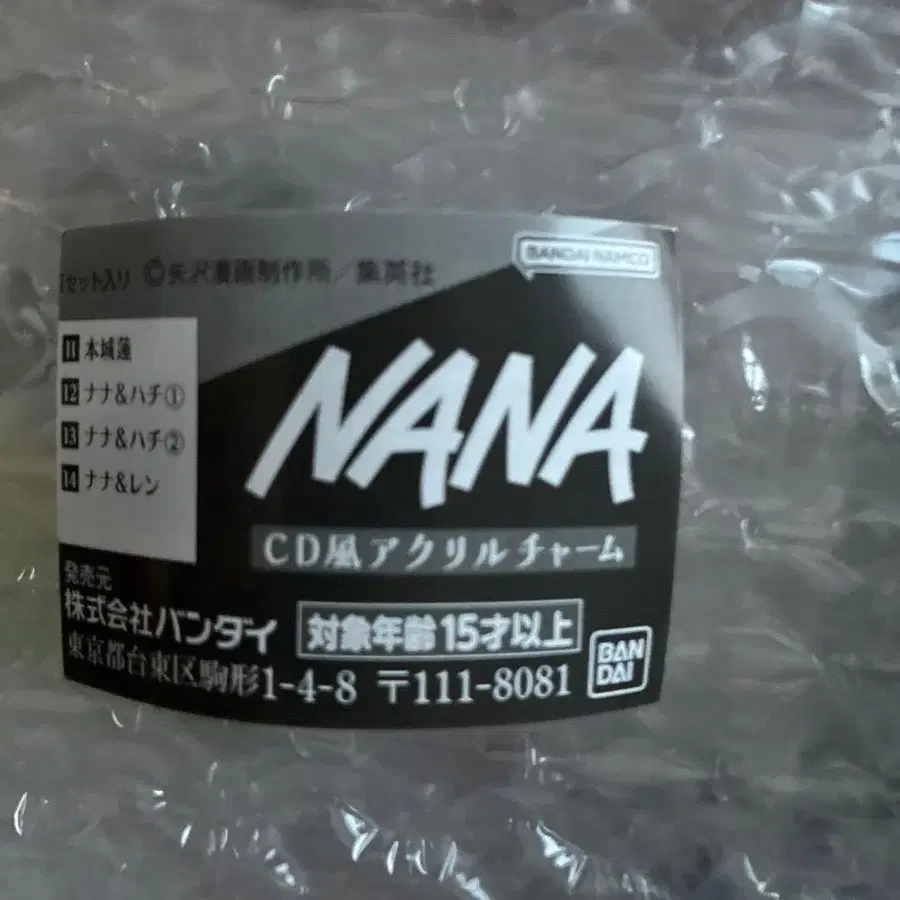 セット入り ©矢沢漫画制作所/集英社
BANDAI NAMCO
11 本城蓮
12 ナナ&ハチ①
13 ナナ&ハチ②
14 ナナ&レン
NANA
CD風アクリルチャーム
発売元
株式会社バンダイ
対象年齢15才以上
東京都台東区駒形1-4-8 〒111-8081
BAN
DAI